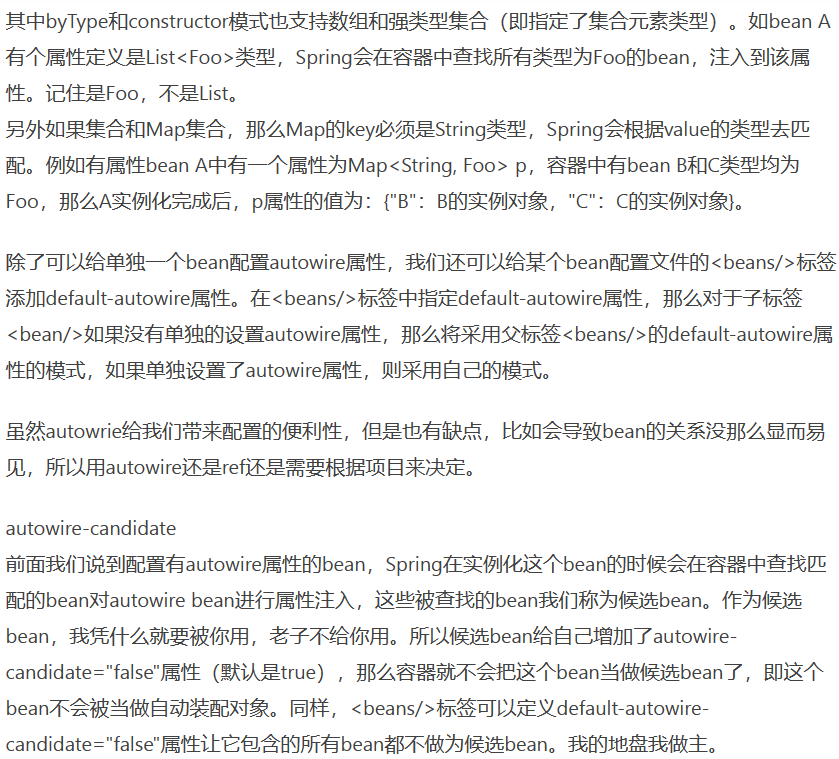 其中byType和constructor模式也支持数组和强类型集合（即指定了集合元素类型）。如bean A
有个属性定义是List<Foo>类型，Spring会在容器中查找所有类型为Foo的bean，注入到该属
性。记住是Foo，不是List。
另外如果集合和Map集合，那么Map的key必须是String类型，Spring会根据value的类型去匹
配。例如有属性bean A中有一个属性为Map<String, Foo> p，容器中有bean B和C类型均为
Foo，那么A实例化完成后，p属性的值为：{"B"：B的实例对象，"C"：C的实例对象}。
除了可以给单独一个bean配置autowire属性，我们还可以给某个bean配置文件的<beans/>标签
添加default-autowire属性。在<beans/>标签中指定default-autowire属性，那么对于子标签
<bean/>如果没有单独的设置autowire属性，那么将采用父标签<beans/>的default-autowire属
性的模式，如果单独设置了autowire属性，则采用自己的模式。
虽然autowrie给我们带来配置的便利性，但是也有缺点，比如会导致bean的关系没那么显而易
见，所以用autowire还是ref还是需要根据项目来决定。
autowire-candidate
前面我们说到配置有autowire属性的bean，Spring在实例化这个bean的时候会在容器中查找匹
配的bean对autowire bean进行属性注入，这些被查找的bean我们称为候选bean。作为候选
bean，我凭什么就要被你用，老子不给你用。所以候选bean给自己增加了autowire-
candidate="false"属性（默认是true），那么容器就不会把这个bean当做候选bean了，即这个
bean不会被当做自动装配对象。同样，<beans/>标签可以定义default-autowire-
candidate="false"属性让它包含的所有bean都不做为候选bean。我的地盘我做主。